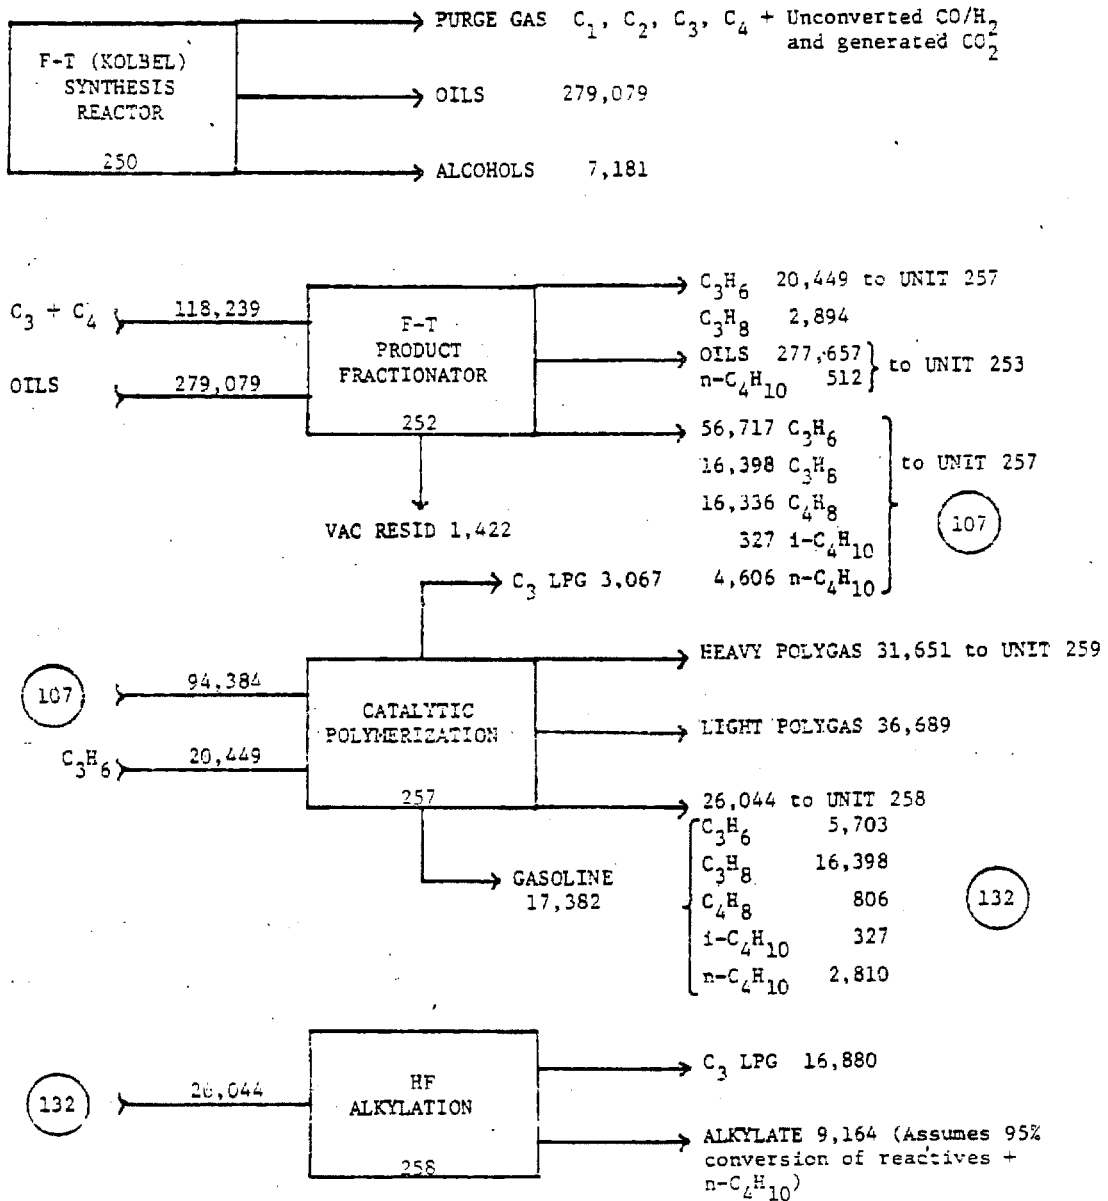 PURGE GAS C1, C2, C3, C4 + Unconverted CO/H2
and generated CO2
F-T (KOLBEL)
SYNTHESIS
REACTOR
250
OILS 279,079
ALCOHOLS 7,181
C3 + C4 118,239
OILS 279,079
F-T
PRODUCT
FRACTIONATOR
252
C3H6 20,449 to UNIT 257
C3H8 2,894
OILS 277,657
n-C4H10 512
to UNIT 253
56,717 C3H6
16,398 C3H8
16,336 C4H8
327 i-C4H10
4,606 n-C4H10
to UNIT 257
107
VAC RESID 1,422
C3 LPG 3,067
107 94,384
C3H6 20,449
CATALYTIC
POLYMERIZATION
257
HEAVY POLYGAS 31,651 to UNIT 259
LIGHT POLYGAS 36,689
26,044 to UNIT 258
C3H6 5,703
C3H8 16,398
C4H8 806
i-C4H10 327
n-C4H10 2,810
132
GASOLINE
17,382
132 26,044
HF
ALKYLATION
258
C3 LPG 16,880
ALKYLATE 9,164 (Assumes 95%
conversion of reactives +
n-C4H10)